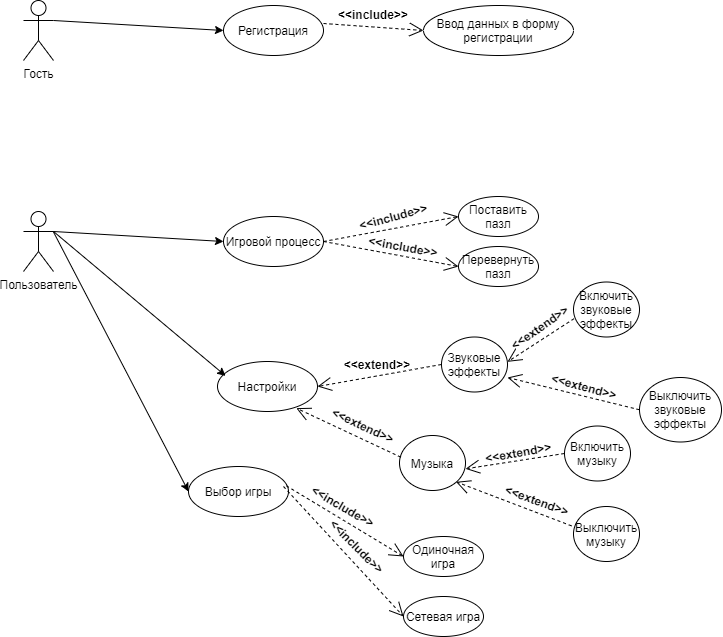 Гость
Регистрация
<<include>>
Ввод данных в форму
регистрации
Пользователь
Игровой процесс
<<include>>
Поставить
пазл
<<include>>
Перевернуть
пазл
Настройки
<<extend>>
Звуковые
эффекты
<<extend>>
Включить
звуковые
эффекты
<<extend>>
Выключить
звуковые
эффекты
<<extend>>
Музыка
<<extend>>
Включить
музыку
<<extend>>
Выключить
музыку
Выбор игры
<<include>>
Одиночная
игра
<<include>>
Сетевая игра